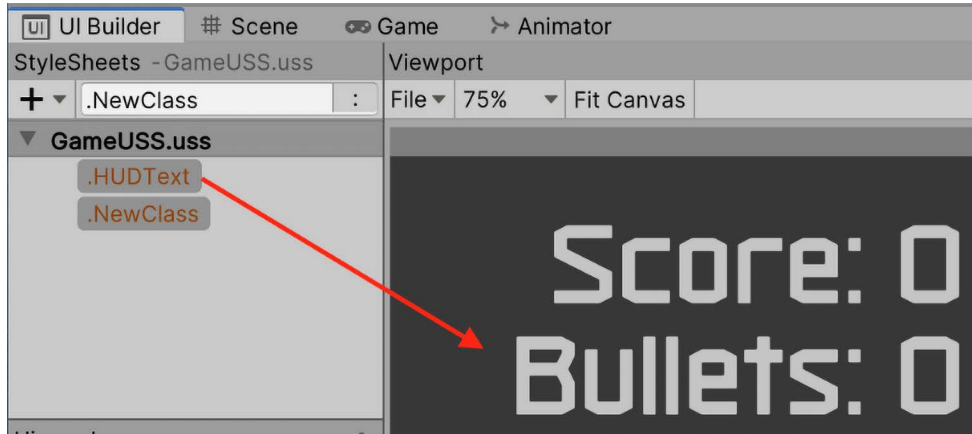 UI UI Builder Scene Game Animator
StyleSheets - GameUSS.uss
Viewport
+ .NewClass :
File 75% Fit Canvas
GameUSS.uss
.HUDText
.NewClass
Score: 0
Bullets: 0